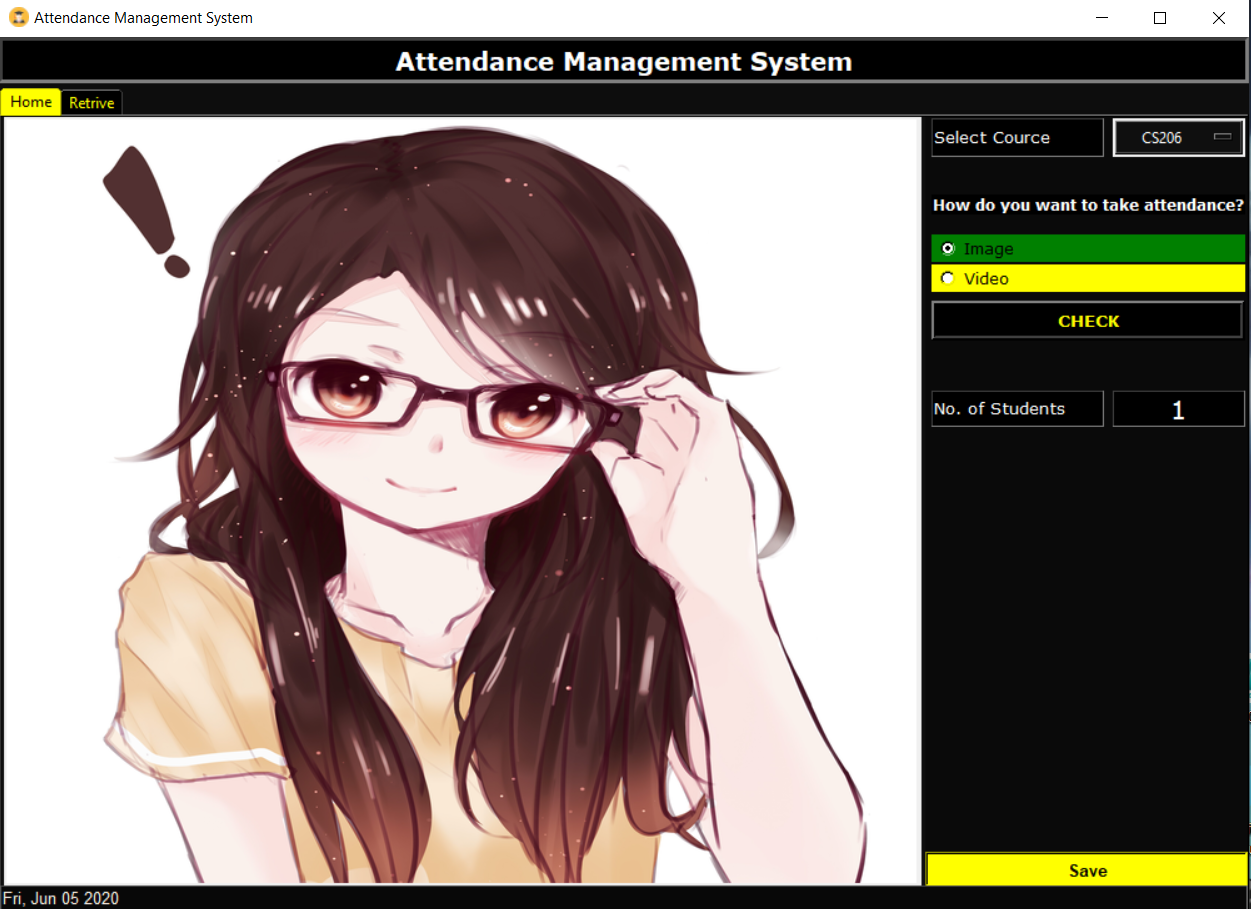 Attendance Management System
Attendance Management System
Home Retrive
Select Cource CS206
How do you want to take attendance?
Image
Video
CHECK
No. of Students 1
Save
Fri, Jun 05 2020